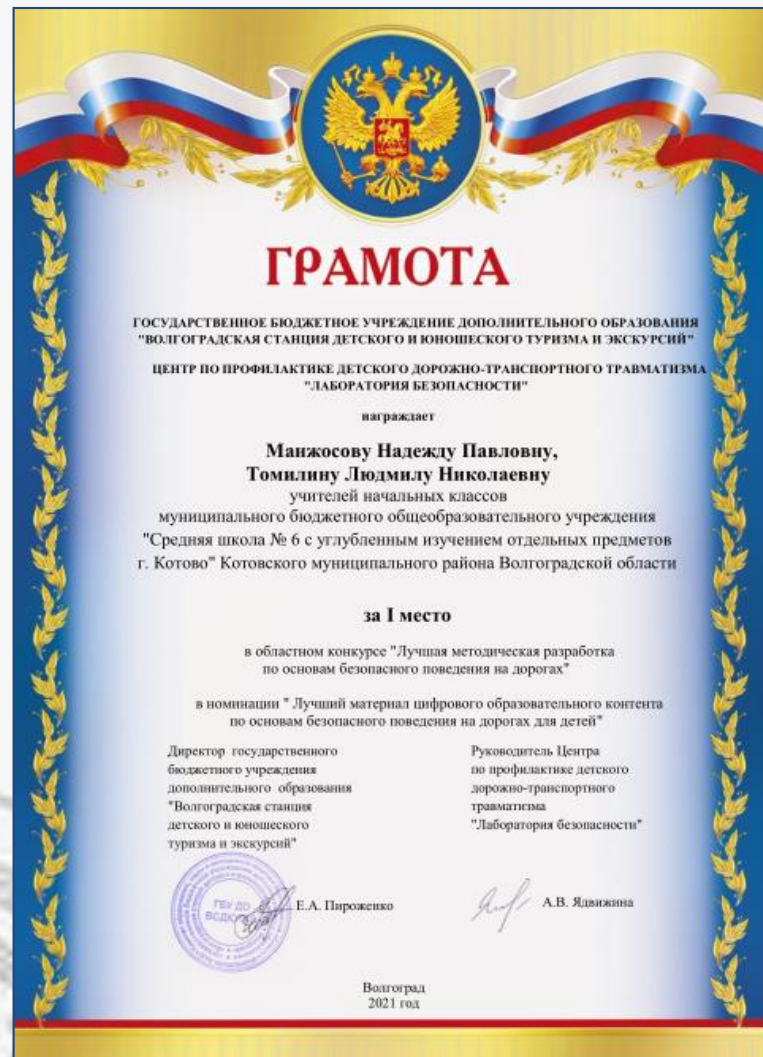 ГРАМОТА
ГОСУДАРСТВЕННОЕ БЮДЖЕТНОЕ УЧРЕЖДЕНИЕ ДОПОЛНИТЕЛЬНОГО ОБРАЗОВАНИЯ
"ВОЛГОГРАДСКАЯ СТАНЦИЯ ДЕТСКОГО И ЮНОШЕСКОГО ТУРИЗМА И ЭКСКУРСИЙ"
ЦЕНТР ПО ПРОФИЛАКТИКЕ ДЕТСКОГО ДОРОЖНО-ТРАНСПОРТНОГО ТРАВМАТИЗМА
"ЛАБОРАТОРИЯ БЕЗОПАСНОСТИ"
награждает
Манжосову Надежду Павловну,
Томилину Людмилу Николаевну
учителей начальных классов
муниципального бюджетного общеобразовательного учреждения
"Средняя школа № 6 с углубленным изучением отдельных предметов
г. Котово" Котовского муниципального района Волгоградской области
за I место
в областном конкурсе "Лучшая методическая разработка
по основам безопасного поведения на дорогах"
в номинации " Лучший материал цифрового образовательного контента
по основам безопасного поведения на дорогах для детей"
Директор государственного
бюджетного учреждения
дополнительного образования
"Волгоградская станция
детского и юношеского
туризма и экскурсий"
Руководитель Центра
по профилактике детского
дорожно-транспортного
травматизма
"Лаборатория безопасности"
ГБУ ДО
Е.А. Пироженко
А.В. Ядвижина
Волгоград
2021 год